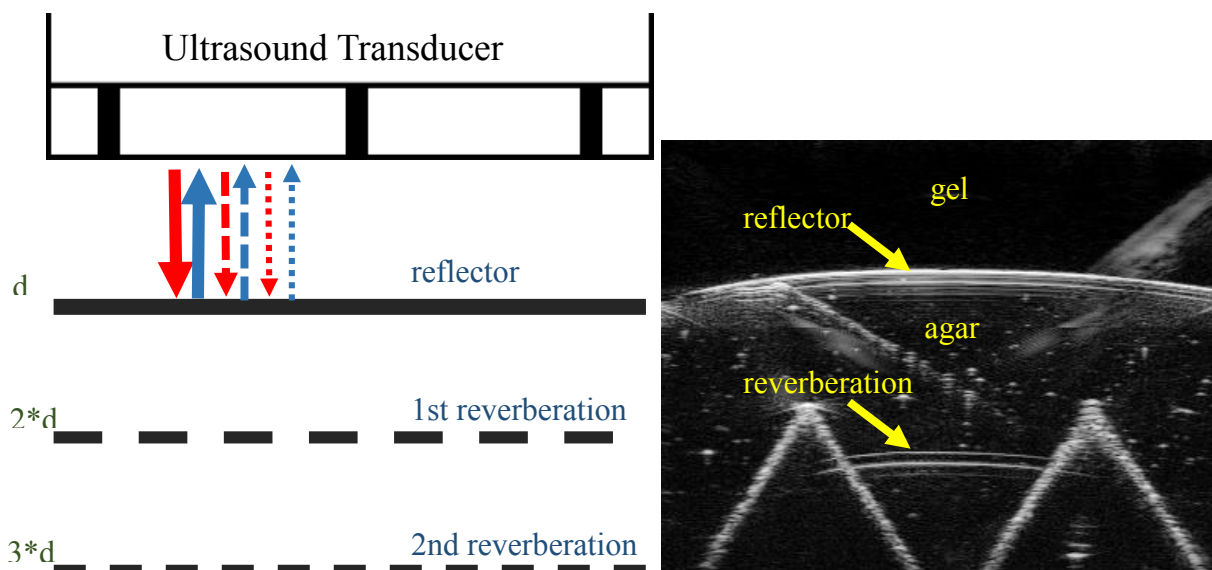 Ultrasound Transducer
d
reflector
2*d
1st reverberation
3*d
2nd reverberation
gel
reflector
agar
reverberation